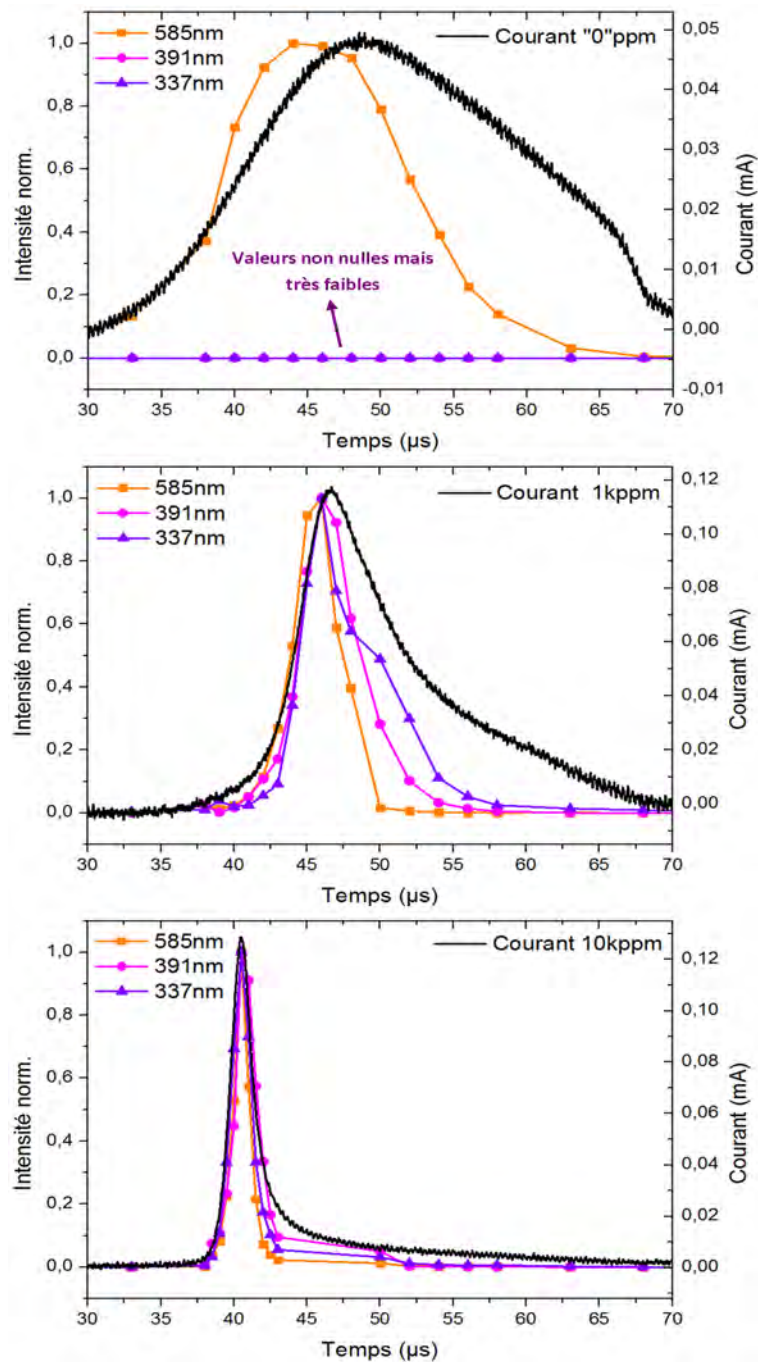 585nm
391nm
337nm
Courant "0"ppm
Valeurs non nulles mais
très faibles
Intensité norm.
1,0
0,8
0,6
0,4
0,2
0,0
Courant (mA)
0,05
0,04
0,03
0,02
0,01
0,00
-0,01
30 35 40 45 50 55 60 65 70
Temps (µs)
585nm
391nm
337nm
Courant 1kppm
Intensité norm.
1,0
0,8
0,6
0,4
0,2
0,0
Courant (mA)
0,12
0,10
0,08
0,06
0,04
0,02
0,00
30 35 40 45 50 55 60 65 70
Temps (µs)
585nm
391nm
337nm
Courant 10kppm
Intensité norm.
1,0
0,8
0,6
0,4
0,2
0,0
Courant (mA)
0,12
0,10
0,08
0,06
0,04
0,02
0,00
30 35 40 45 50 55 60 65 70
Temps (µs)